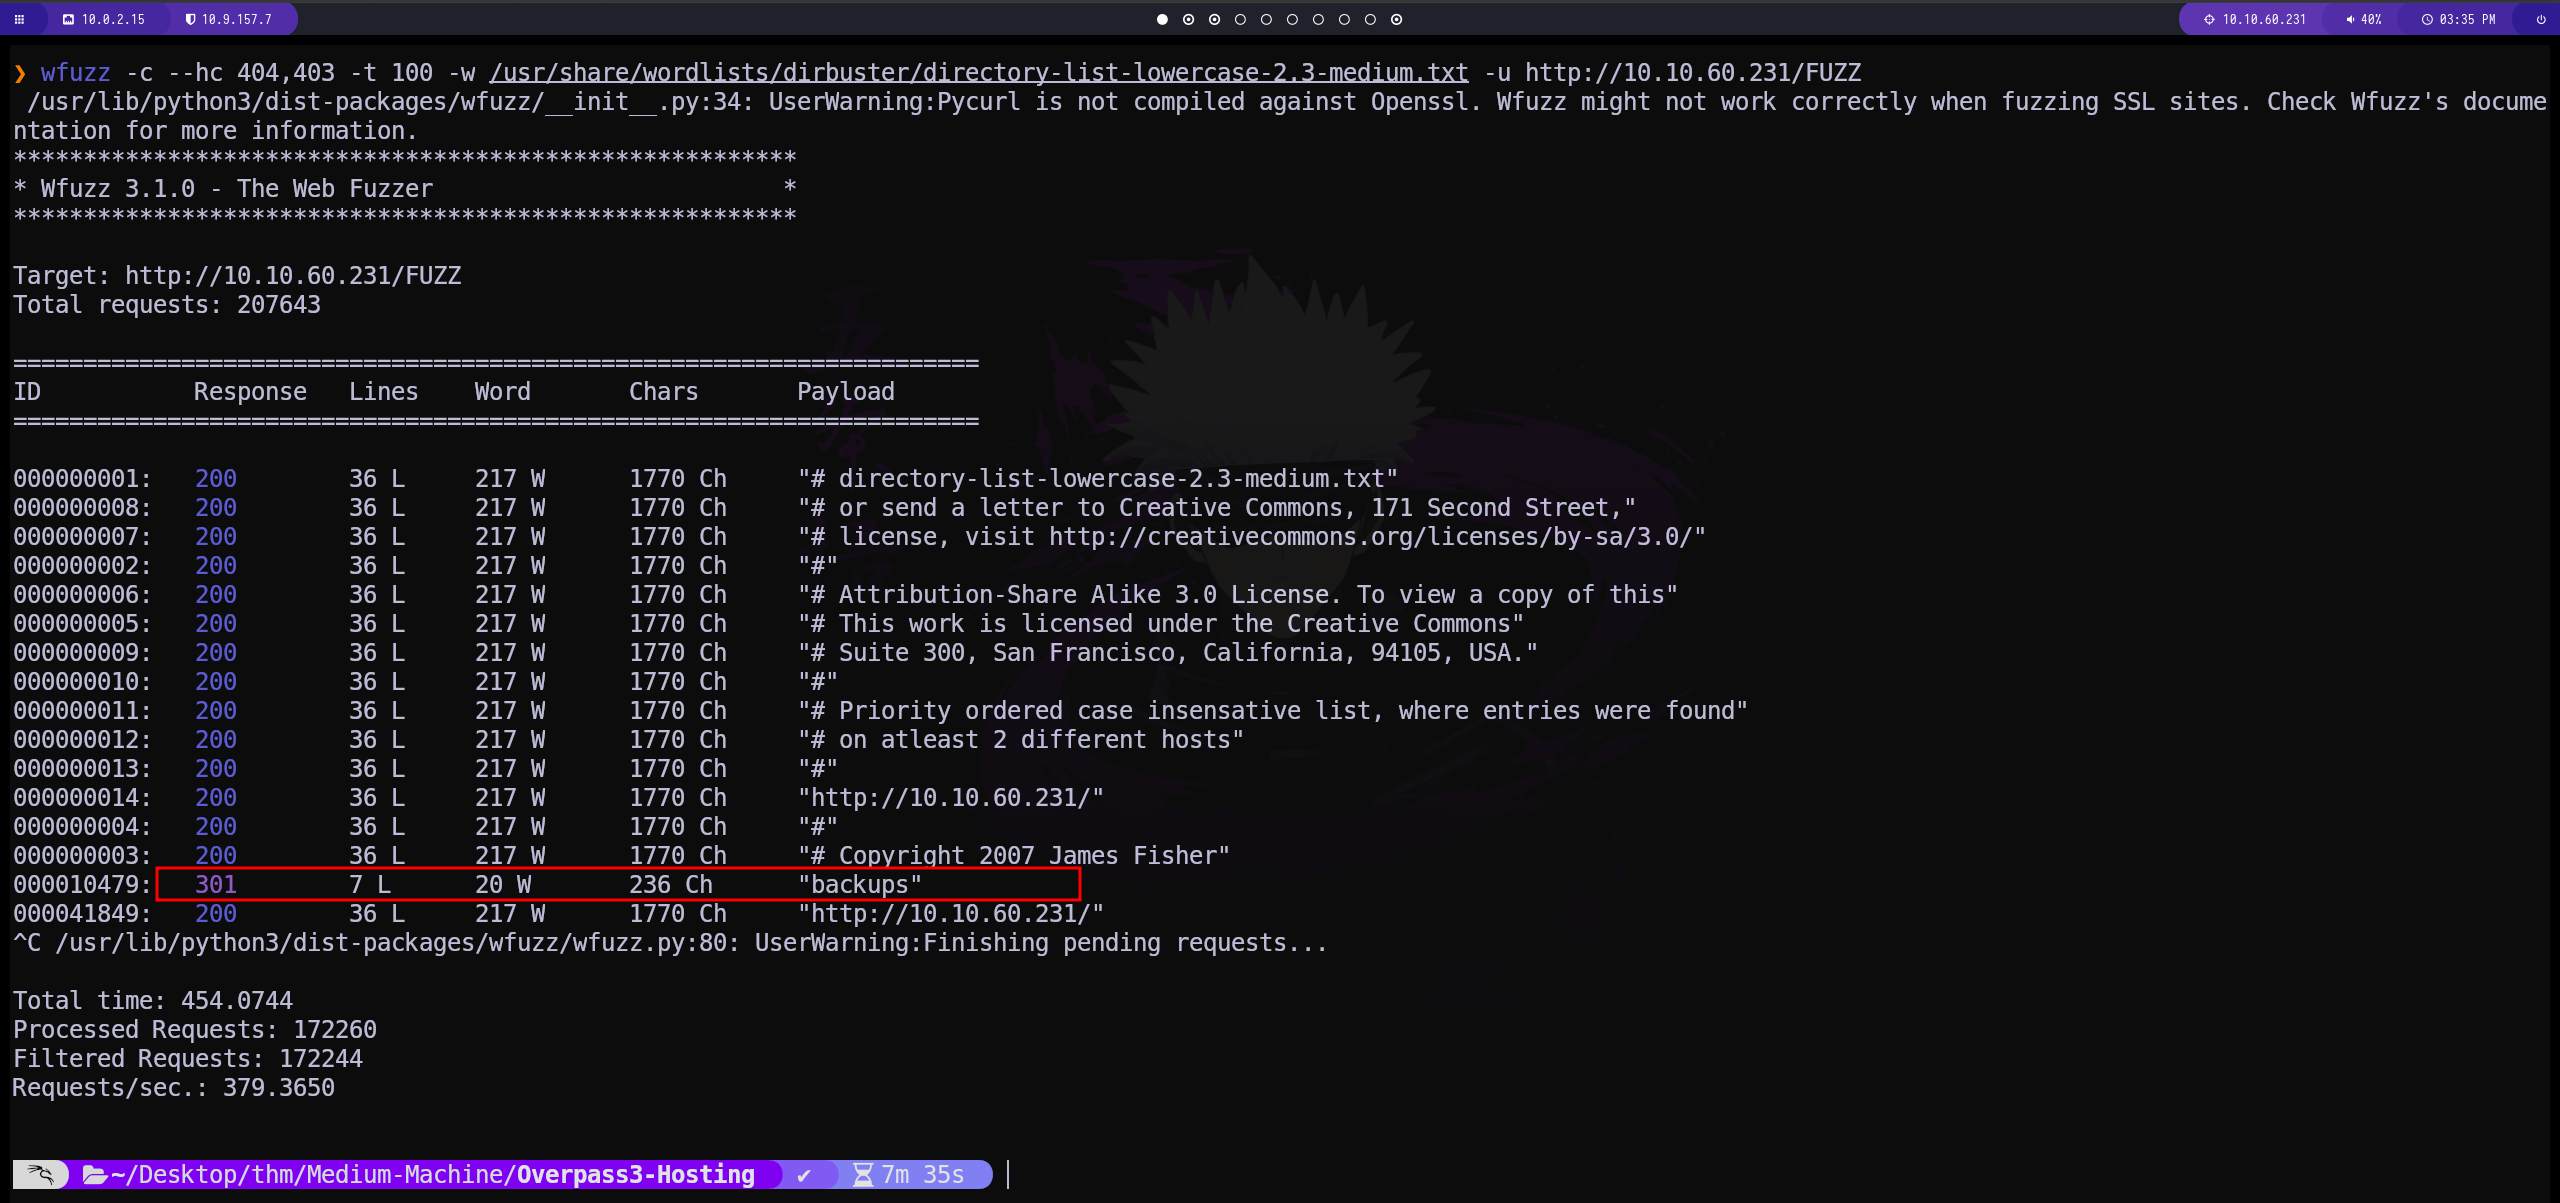 10.0.2.15 10.9.157.7 10.10.60.231 40% 03:35 PM
❯ wfuzz -c --hc 404,403 -t 100 -w /usr/share/wordlists/dirbuster/directory-list-lowercase-2.3-medium.txt -u http://10.10.60.231/FUZZ
/usr/lib/python3/dist-packages/wfuzz/__init__.py:34: UserWarning:Pycurl is not compiled against Openssl. Wfuzz might not work correctly when fuzzing SSL sites. Check Wfuzz's docume
ntation for more information.
********************************************************
* Wfuzz 3.1.0 - The Web Fuzzer                         *
********************************************************
Target: http://10.10.60.231/FUZZ
Total requests: 207643
=====================================================================
ID           Response   Lines    Word       Chars       Payload
=====================================================================
000000001:   200        36 L     217 W      1770 Ch     "# directory-list-lowercase-2.3-medium.txt"
000000008:   200        36 L     217 W      1770 Ch     "# or send a letter to Creative Commons, 171 Second Street,"
000000007:   200        36 L     217 W      1770 Ch     "# license, visit http://creativecommons.org/licenses/by-sa/3.0/"
000000002:   200        36 L     217 W      1770 Ch     "#"
000000006:   200        36 L     217 W      1770 Ch     "# Attribution-Share Alike 3.0 License. To view a copy of this"
000000005:   200        36 L     217 W      1770 Ch     "# This work is licensed under the Creative Commons"
000000009:   200        36 L     217 W      1770 Ch     "# Suite 300, San Francisco, California, 94105, USA."
000000010:   200        36 L     217 W      1770 Ch     "#"
000000011:   200        36 L     217 W      1770 Ch     "# Priority ordered case insensative list, where entries were found"
000000012:   200        36 L     217 W      1770 Ch     "# on atleast 2 different hosts"
000000013:   200        36 L     217 W      1770 Ch     "#"
000000014:   200        36 L     217 W      1770 Ch     "http://10.10.60.231/"
000000004:   200        36 L     217 W      1770 Ch     "#"
000000003:   200        36 L     217 W      1770 Ch     "# Copyright 2007 James Fisher"
000010479:   301        7 L      20 W       236 Ch      "backups"
000041849:   200        36 L     217 W      1770 Ch     "http://10.10.60.231/"
^C /usr/lib/python3/dist-packages/wfuzz/wfuzz.py:80: UserWarning:Finishing pending requests...
Total time: 454.0744
Processed Requests: 172260
Filtered Requests: 172244
Requests/sec.: 379.3650
~/Desktop/thm/Medium-Machine/Overpass3-Hosting ✔ 7m 35s